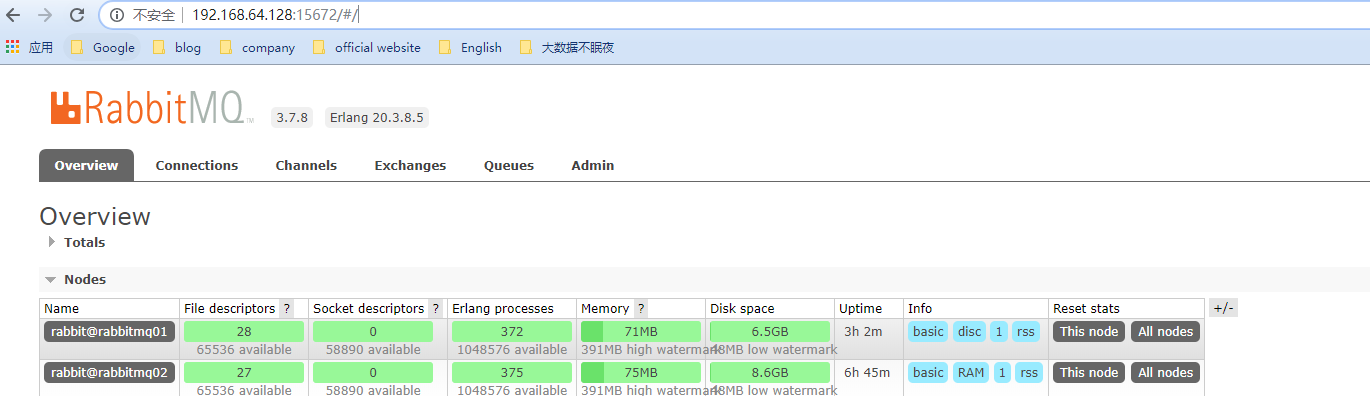 不安全 | 192.168.64.128:15672/#/
应用 Google blog company official website English 大数据不眠夜
RabbitMQ TM 3.7.8 Erlang 20.3.8.5
Overview Connections Channels Exchanges Queues Admin
Overview
Totals
Nodes
Name File descriptors ? Socket descriptors ? Erlang processes Memory ? Disk space Uptime Info Reset stats +/-
rabbit@rabbitmq01 28 0 372 71MB 6.5GB 3h 2m basic disc 1 rss This node All nodes
65536 available 58890 available 1048576 available 391MB high watermark 48MB low watermark
rabbit@rabbitmq02 27 0 375 75MB 8.6GB 6h 45m basic RAM 1 rss This node All nodes
65536 available 58890 available 1048576 available 391MB high watermark 48MB low watermark